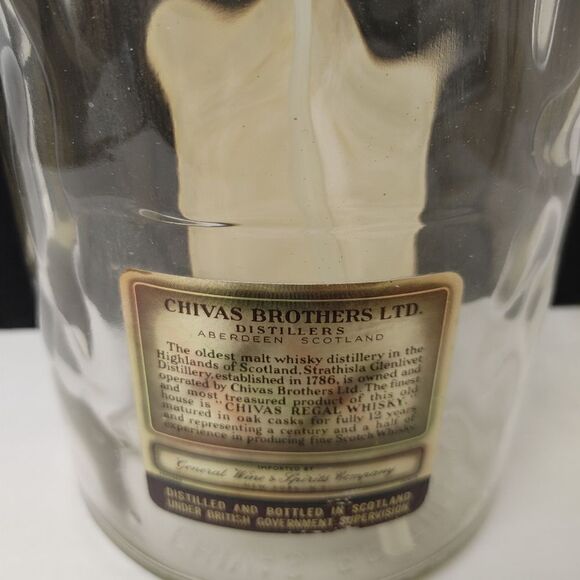 CHIVAS BROTHERS LTD.
DISTILLERS
ABERDEEN SCOTLAND
The oldest malt whisky distillery in the
Highlands of Scotland, Strathisla Glenlivet
Distillery, established in 1786, is owned and
operated by Chivas Brothers Ltd. The finest
and most treasured product of this old
house is "CHIVAS REGAL WHISKY,"
matured in oak casks for fully 12 years
and representing a century and a half of
experience in producing fine Scotch Whisky.
IMPORTED BY
General Wine & Spirits Company
DISTILLED AND BOTTLED IN SCOTLAND
UNDER BRITISH GOVERNMENT SUPERVISION